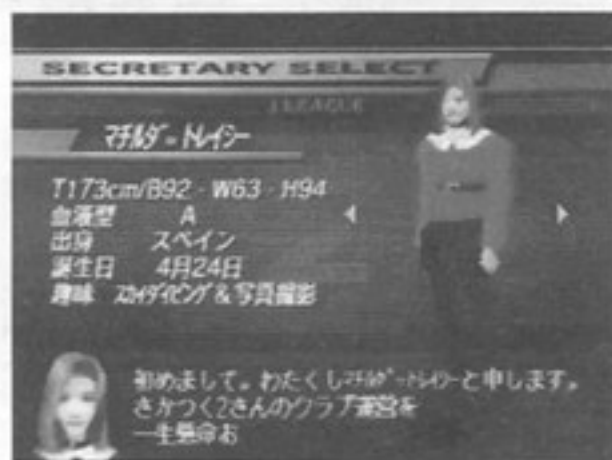 SECRETARY SELECT
J.LEAGUE
マチルダ=トレイシー
T173cm/B92・W63・H94
血液型 A
出身 スペイン
誕生日 4月24日
趣味 スカイダイビング&写真撮影
初めまして。わたくしマチルダ=トレイシーと申します。
さかつく2さんのクラブ運営を
一生懸命お